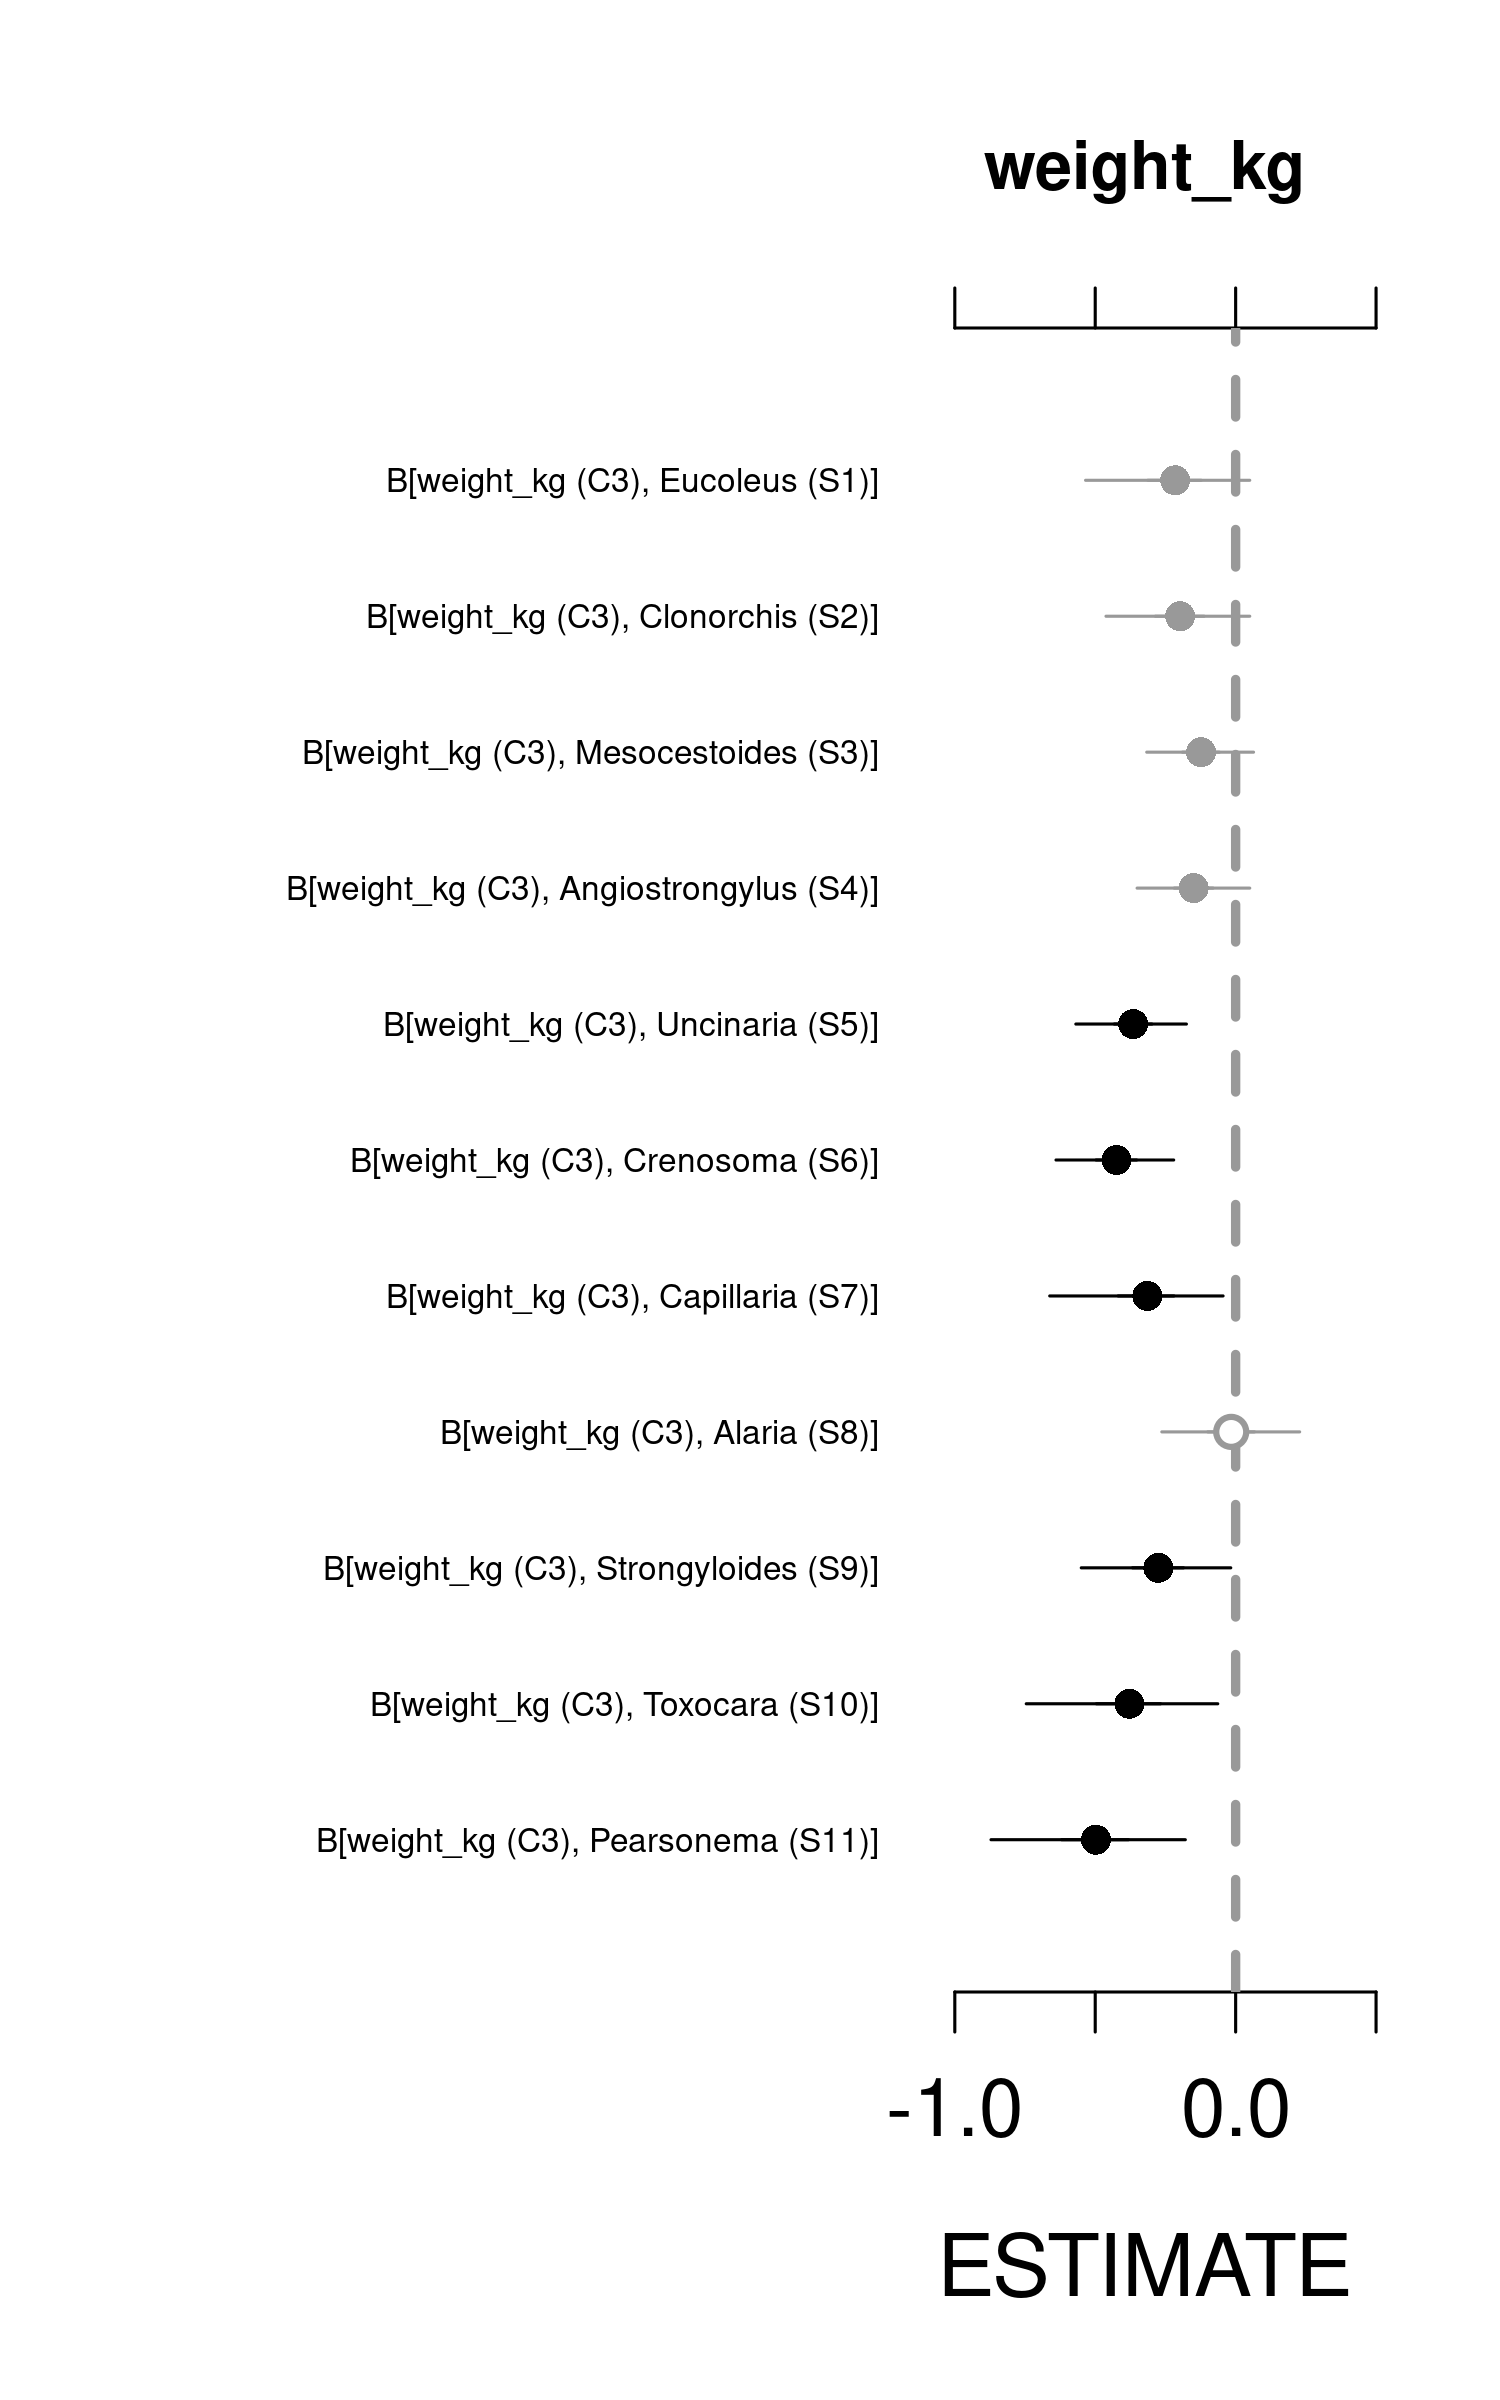 weight_kg
B[weight_kg (C3), Eucoleus (S1)]
B[weight_kg (C3), Clonorchis (S2)]
B[weight_kg (C3), Mesocestoides (S3)]
B[weight_kg (C3), Angiostrongylus (S4)]
B[weight_kg (C3), Uncinaria (S5)]
B[weight_kg (C3), Crenosoma (S6)]
B[weight_kg (C3), Capillaria (S7)]
B[weight_kg (C3), Alaria (S8)]
B[weight_kg (C3), Strongyloides (S9)]
B[weight_kg (C3), Toxocara (S10)]
B[weight_kg (C3), Pearsonema (S11)]
-1.0 0.0
ESTIMATE